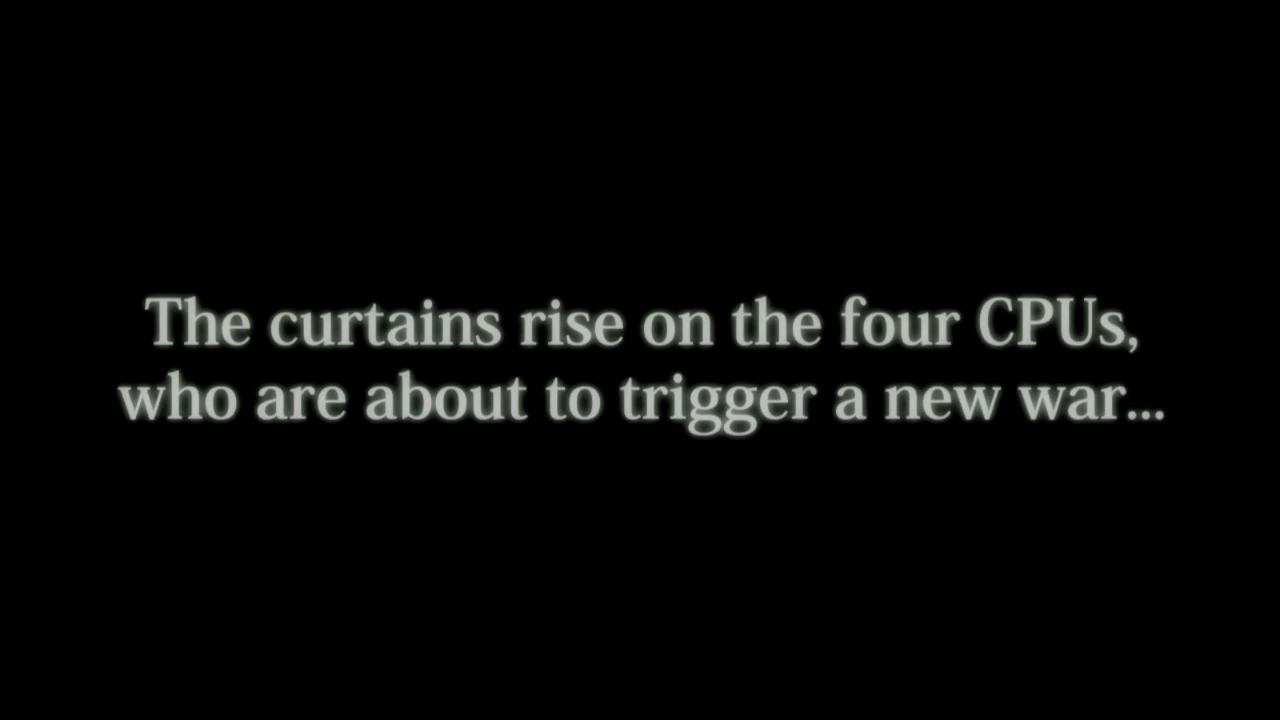 The curtains rise on the four CPUs,
who are about to trigger a new war...